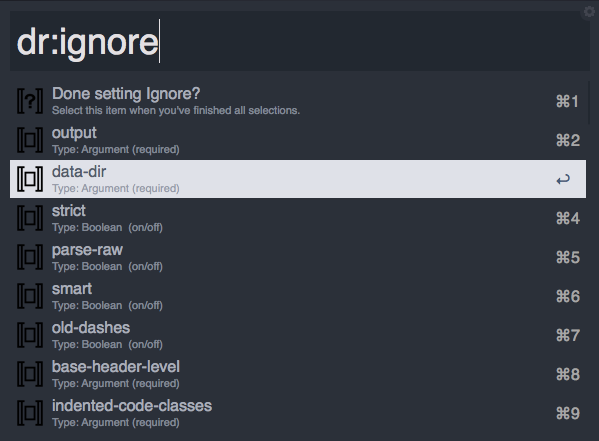 dr:ignore
Done setting Ignore?
⌘1
Select this item when you've finished all selections.
output
⌘2
Type: Argument (required)
data-dir
↩
Type: Argument (required)
strict
⌘4
Type: Boolean (on/off)
parse-raw
⌘5
Type: Boolean (on/off)
smart
⌘6
Type: Boolean (on/off)
old-dashes
⌘7
Type: Boolean (on/off)
base-header-level
⌘8
Type: Argument (required)
indented-code-classes
⌘9
Type: Argument (required)